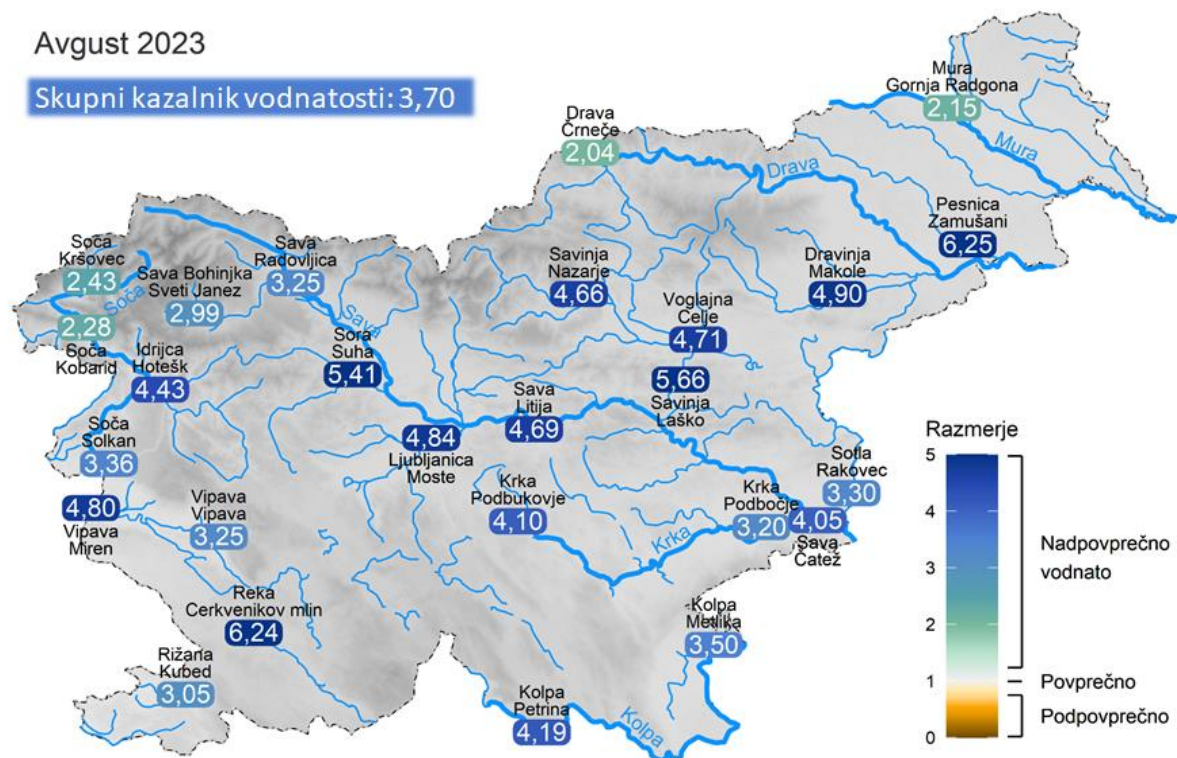 Avgust 2023
Skupni kazalnik vodnatosti: 3,70
Mura
Gornja Radgona
2,15
Mura
Drava
Črneče
2,04
Drava
Pesnica
Zamušani
6,25
Soča
Kršovec
2,43
Soča
2,28
Soča
Kobarid
Sava Bohinjka
Sveti Janez
2,99
Sava
Radovljica
3,25
Sava
Savinja
Nazarje
4,66
Dravinja
Makole
4,90
Voglajna
Celje
4,71
Idrijca
Hotešk
4,43
Sora
Suha
5,41
5,66
Savinja
Laško
Sava
Litija
4,69
4,84
Ljubljanica
Moste
Soča
Solkan
3,36
4,80
Vipava
Miren
Vipava
Vipava
3,25
Krka
Podbukovje
4,10
Krka
Krka
Podbočje
3,20
Sotla
Rakovec
3,30
4,05
Sava
Čatež
Reka
Cerkvenikov mlin
6,24
Kolpa
Metlika
3,50
Rižana
Kubed
3,05
Kolpa
Petrina
4,19
Kolpa
Razmerje
5
4
3
2
1
0
Nadpovprečno
vodnato
Povprečno
Podpovprečno